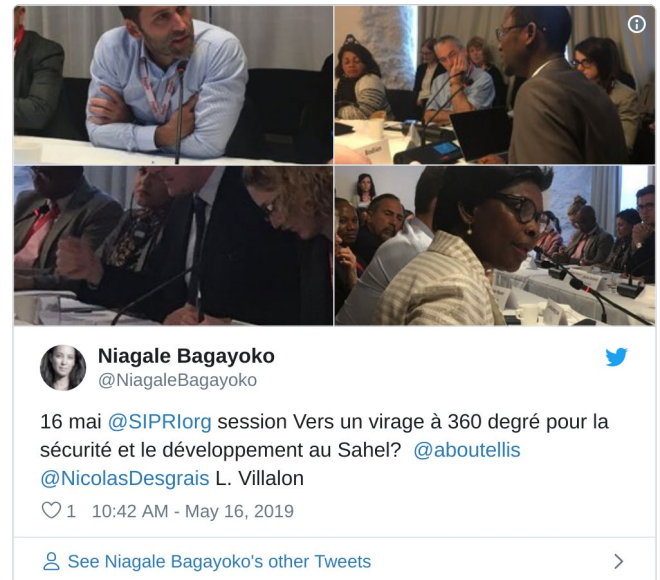 Niagale Bagayoko
@NiagaleBagayoko
16 mai @SIPRIorg session Vers un virage à 360 degré pour la
sécurité et le développement au Sahel? @aboutellis
@NicolasDesgrais L. Villalon
1 10:42 AM - May 16, 2019
See Niagale Bagayoko's other Tweets